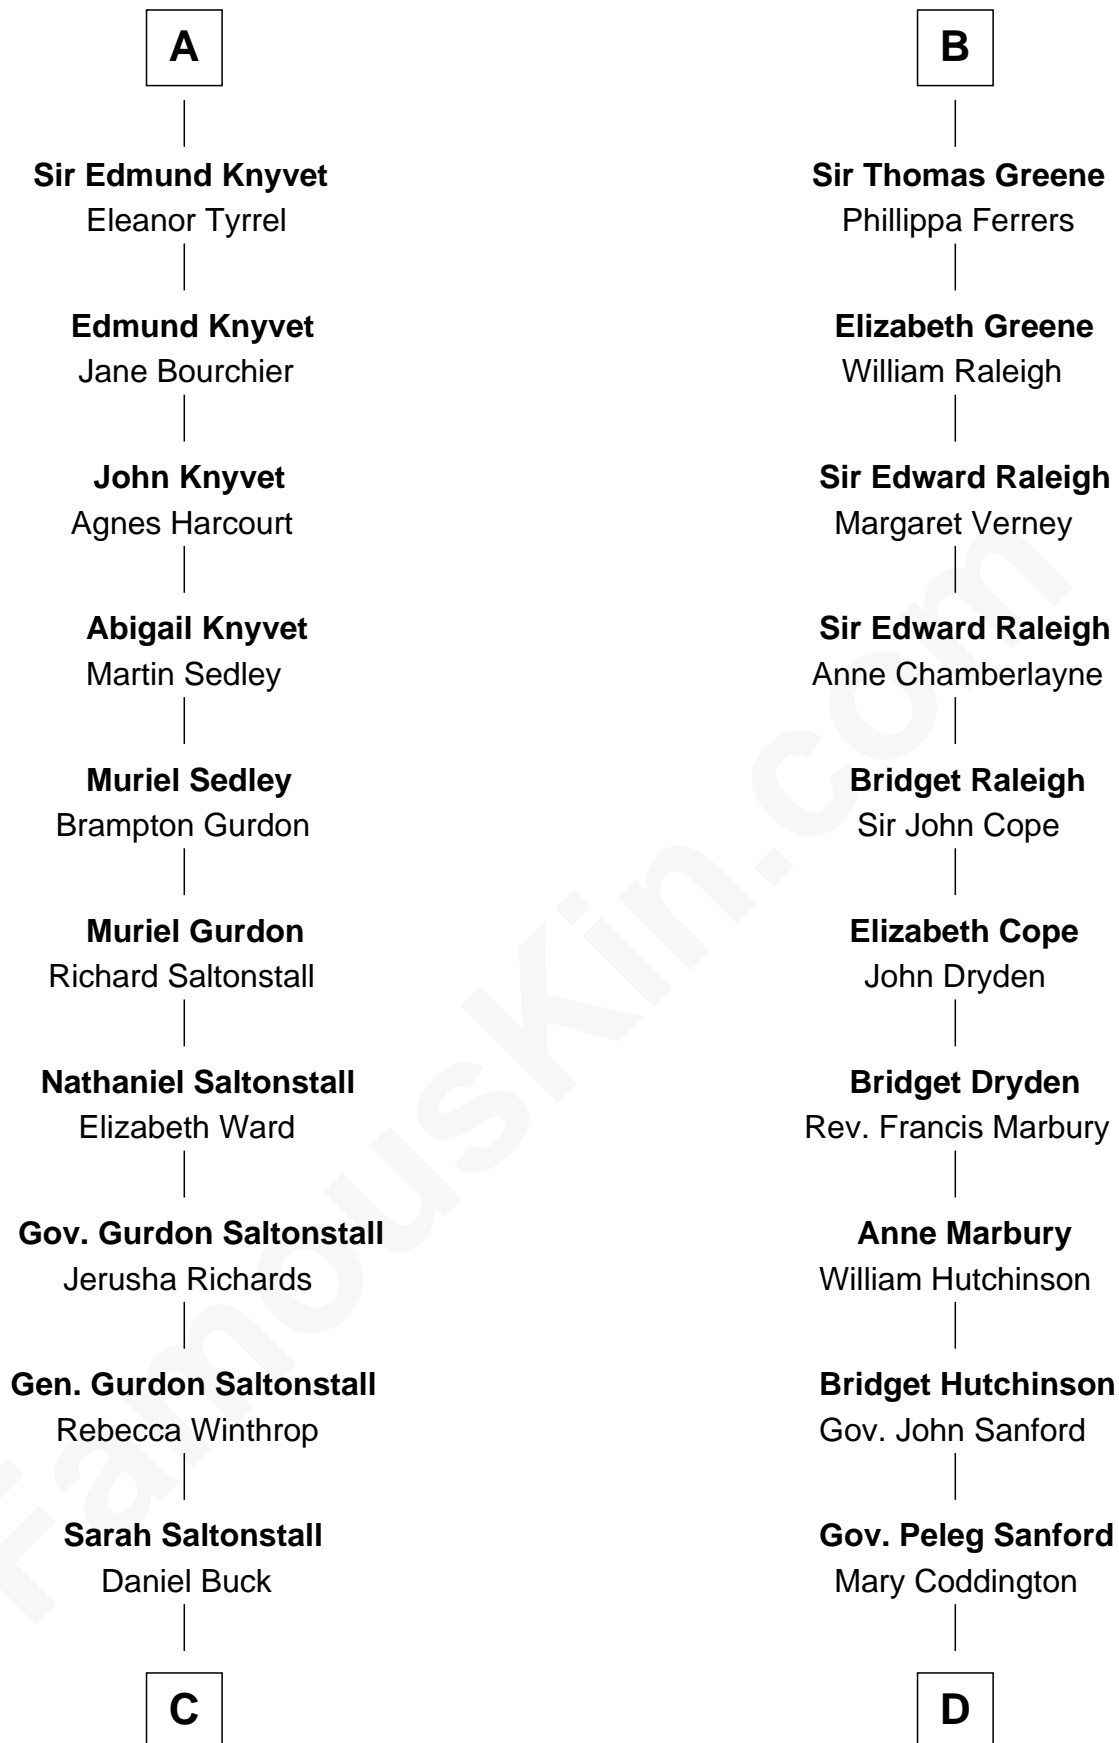 A
Sir Edmund Knyvet
Eleanor Tyrrel
Edmund Knyvet
Jane Bourchier
John Knyvet
Agnes Harcourt
Abigail Knyvet
Martin Sedley
Muriel Sedley
Brampton Gurdon
Muriel Gurdon
Richard Saltonstall
Nathaniel Saltonstall
Elizabeth Ward
Gov. Gurdon Saltonstall
Jerusha Richards
Gen. Gurdon Saltonstall
Rebecca Winthrop
Sarah Saltonstall
Daniel Buck
C
B
Sir Thomas Greene
Phillippa Ferrers
Elizabeth Greene
William Raleigh
Sir Edward Raleigh
Margaret Verney
Sir Edward Raleigh
Anne Chamberlayne
Bridget Raleigh
Sir John Cope
Elizabeth Cope
John Dryden
Bridget Dryden
Rev. Francis Marbury
Anne Marbury
William Hutchinson
Bridget Hutchinson
Gov. John Sanford
Gov. Peleg Sanford
Mary Coddington
D
FamousKin.com